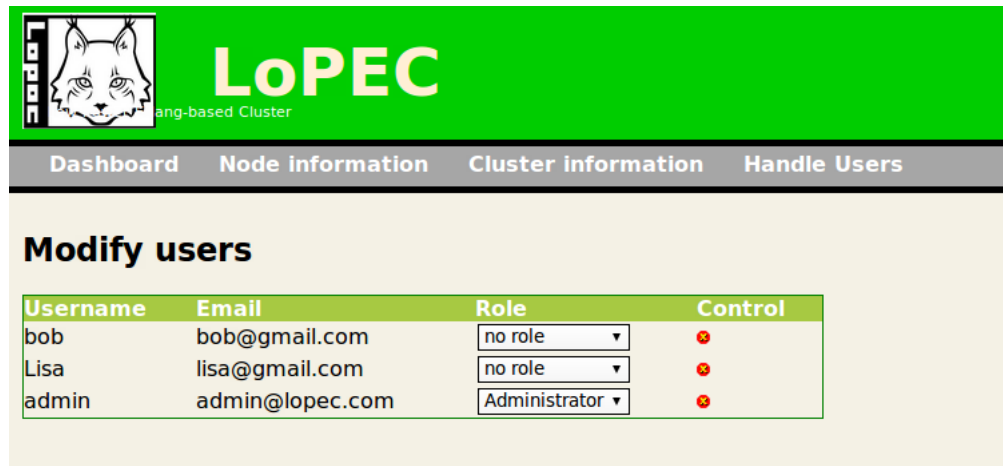 Lopec
LoPEC
ang-based Cluster
Dashboard Node information Cluster information Handle Users
Modify users
Username Email Role Control
bob bob@gmail.com no role
Lisa lisa@gmail.com no role
admin admin@lopec.com Administrator